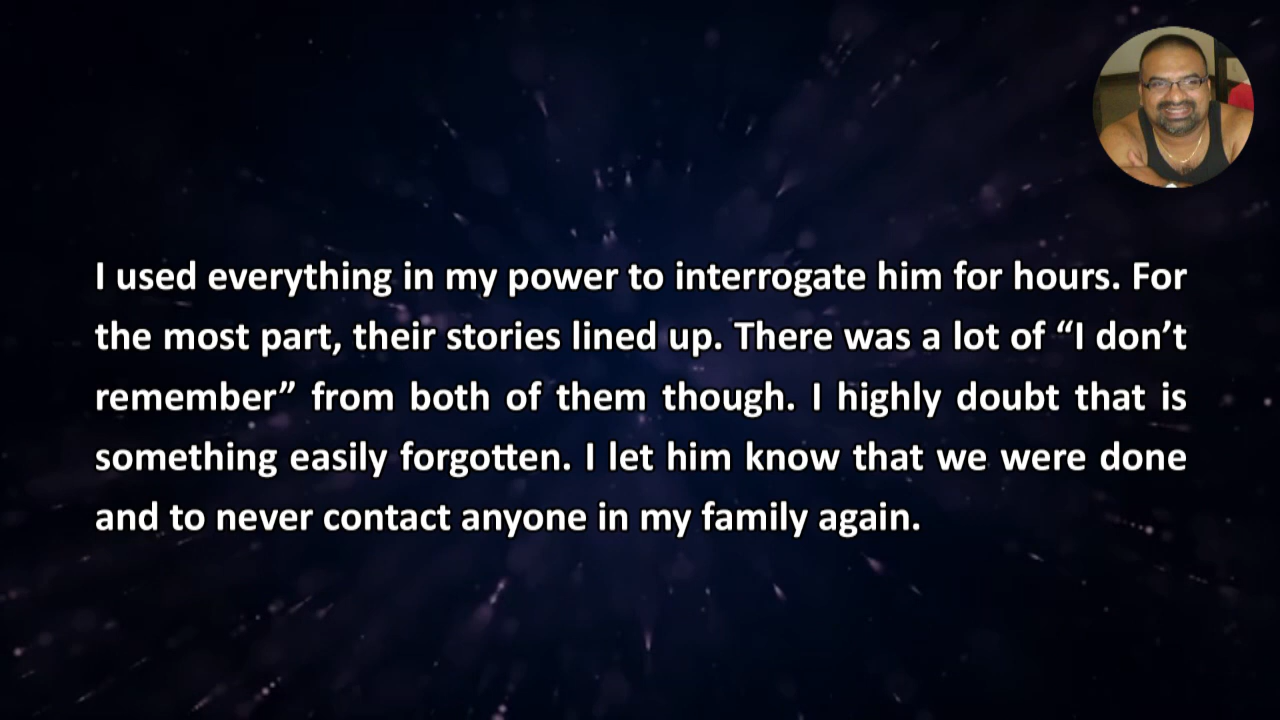 I used everything in my power to interrogate him for hours. For
the most part, their stories lined up. There was a lot of “I don’t
remember” from both of them though. I highly doubt that is
something easily forgotten. I let him know that we were done
and to never contact anyone in my family again.